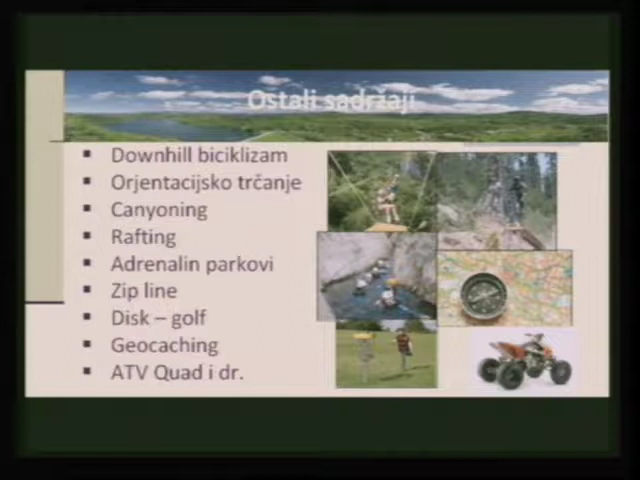 Ostali sadržaji
Downhill biciklizam
Orjentacijsko trčanje
Canyoning
Rafting
Adrenalin parkovi
Zip line
Disk – golf
Geocaching
ATV Quad i dr.